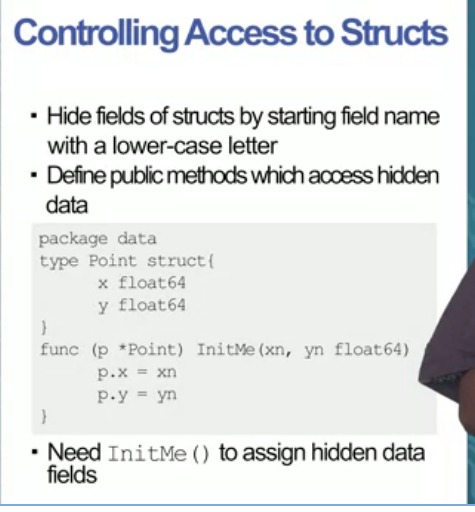 Controlling Access to Structs
· Hide fields of structs by starting field name
with a lower-case letter
· Define public methods which access hidden
data
package data
type Point struct{
x float64
y float64
}
func (p *Point) InitMe(xn, yn float64)
p.x = xn
p.y = yn
}
· Need InitMe() to assign hidden data
fields